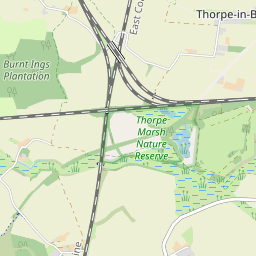 Thorpe-in-B
East Co
Burnt Ings
Plantation
Thorpe
Marsh
Nature
Reserve
ine